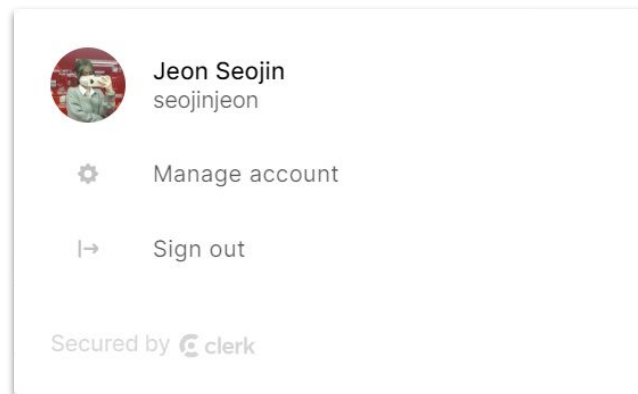 Jeon Seojin
seojinjeon
Manage account
Sign out
Secured by clerk